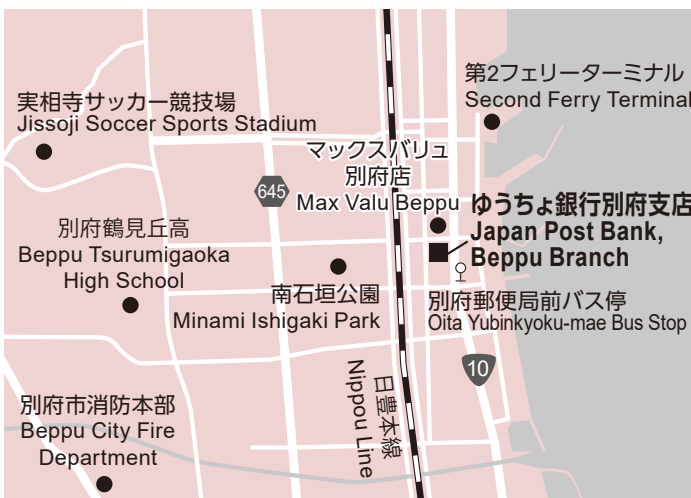 第2フェリーターミナル
Second Ferry Terminal
実相寺サッカー競技場
Jissoji Soccer Sports Stadium
マックスバリュ
別府店
Max Valu Beppu
645
ゆうちょ銀行別府支店
Japan Post Bank,
Beppu Branch
別府鶴見丘高
Beppu Tsurumigaoka
High School
南石垣公園
Minami Ishigaki Park
別府郵便局前バス停
Oita Yubinkyoku-mae Bus Stop
10
日豊本線
Nippou Line
別府市消防本部
Beppu City Fire
Department